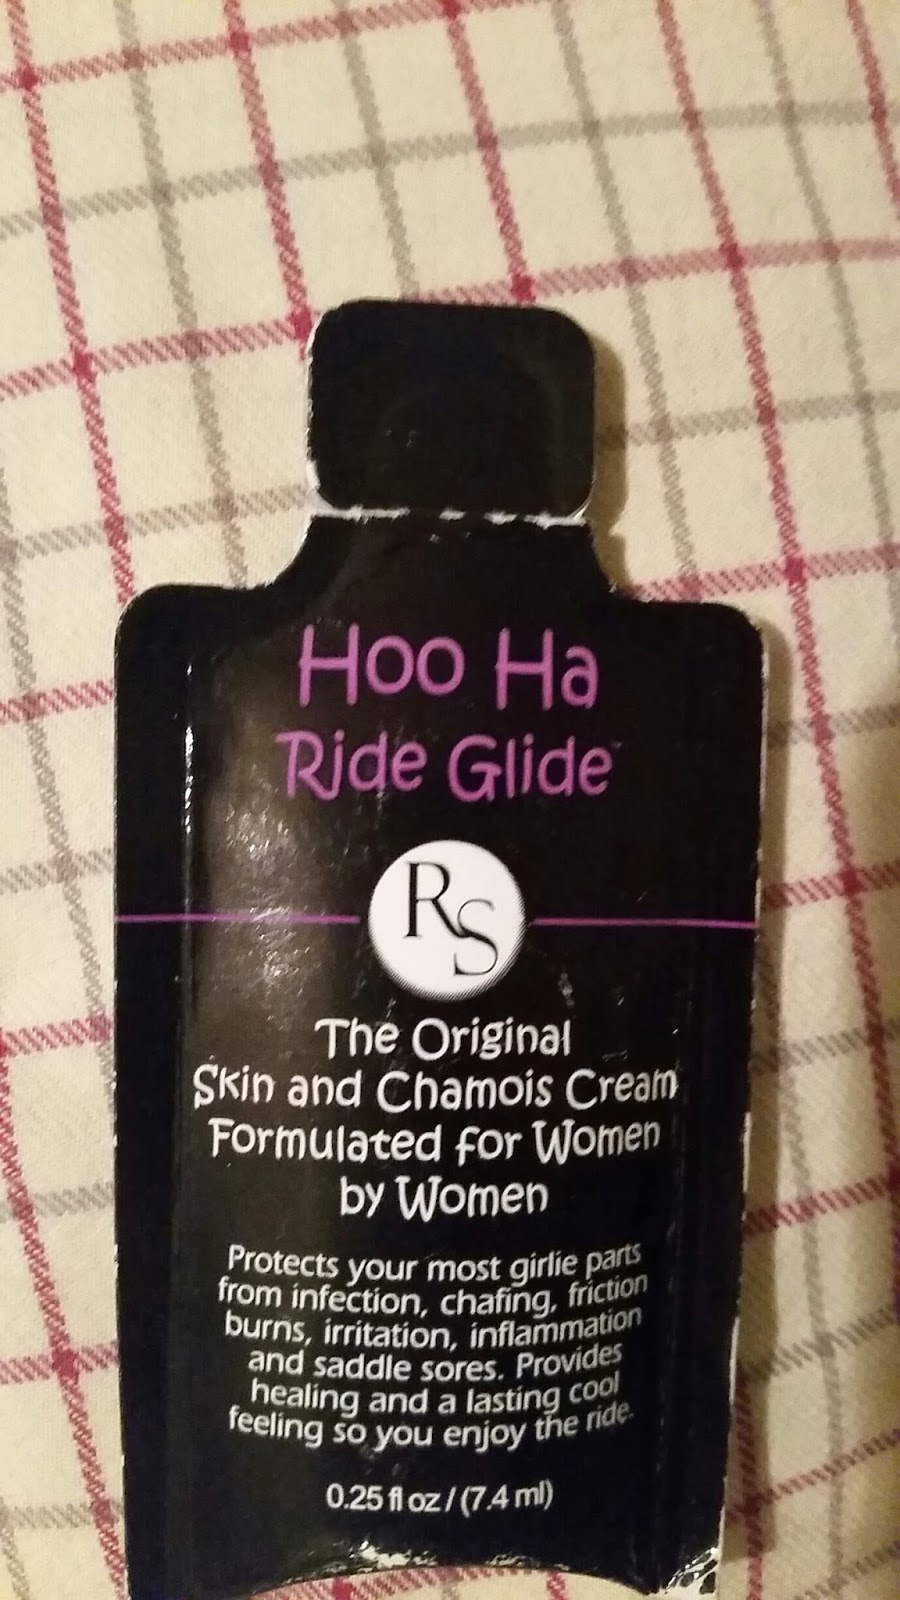 Hoo Ha
Ride Glide™
RS
The Original
Skin and Chamois Cream
Formulated for Women
by Women
Protects your most girlie parts
from infection, chafing, friction
burns, irritation, inflammation
and saddle sores. Provides
healing and a lasting cool
feeling so you enjoy the ride.
0.25 fl oz / (7.4 ml)